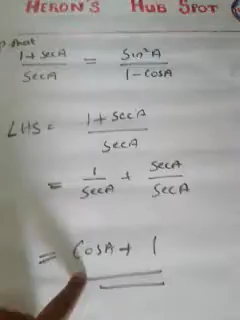 HERON'S HUB SPOT
that
1+secA / secA = Sin²A / 1-cosA
LHS = 1+secA / secA
= 1 / secA + secA / secA
= CosA + 1